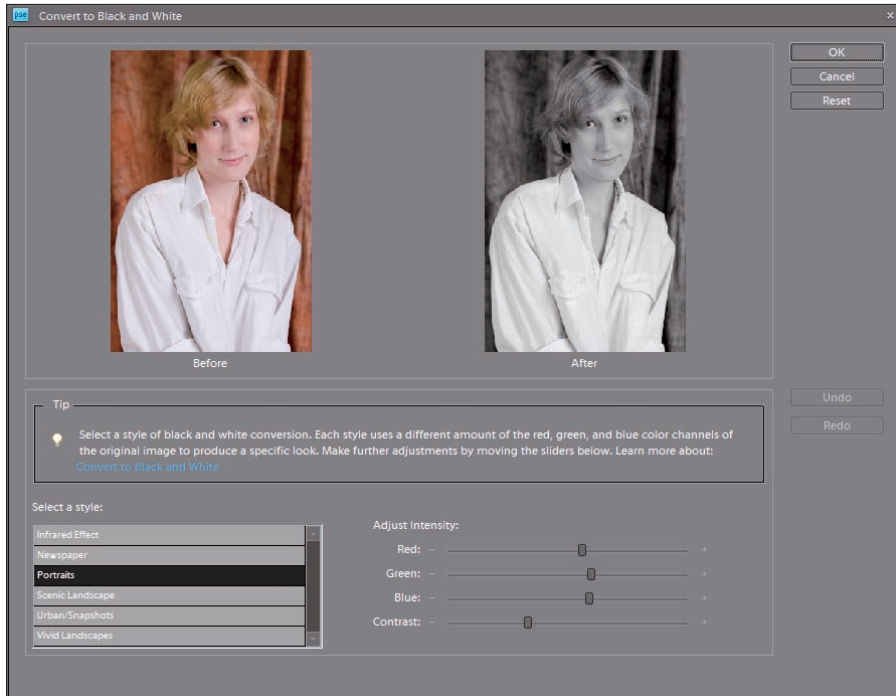 pse Convert to Black and White ×
OK
Cancel
Reset
Before After
Undo
Redo
Tip
Select a style of black and white conversion. Each style uses a different amount of the red, green, and blue color channels of
the original image to produce a specific look. Make further adjustments by moving the sliders below. Learn more about:
Convert to Black and White
Select a style:
Infrared Effect
Newspaper
Portraits
Scenic Landscape
Urban/Snapshots
Vivid Landscapes
Adjust Intensity:
Red: - +
Green: - +
Blue: - +
Contrast: - +